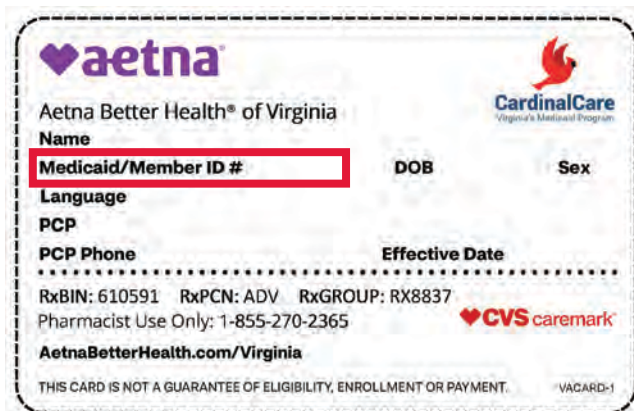 aetna
CardinalCare
Virginia's Medicaid Program
Aetna Better Health® of Virginia
Name
Medicaid/Member ID # DOB Sex
Language
PCP
PCP Phone Effective Date
RxBIN: 610591 RxPCN: ADV RxGROUP: RX8837
Pharmacist Use Only: 1-855-270-2365
CVS caremark
AetnaBetterHealth.com/Virginia
THIS CARD IS NOT A GUARANTEE OF ELIGIBILITY, ENROLLMENT OR PAYMENT. VACARD-1